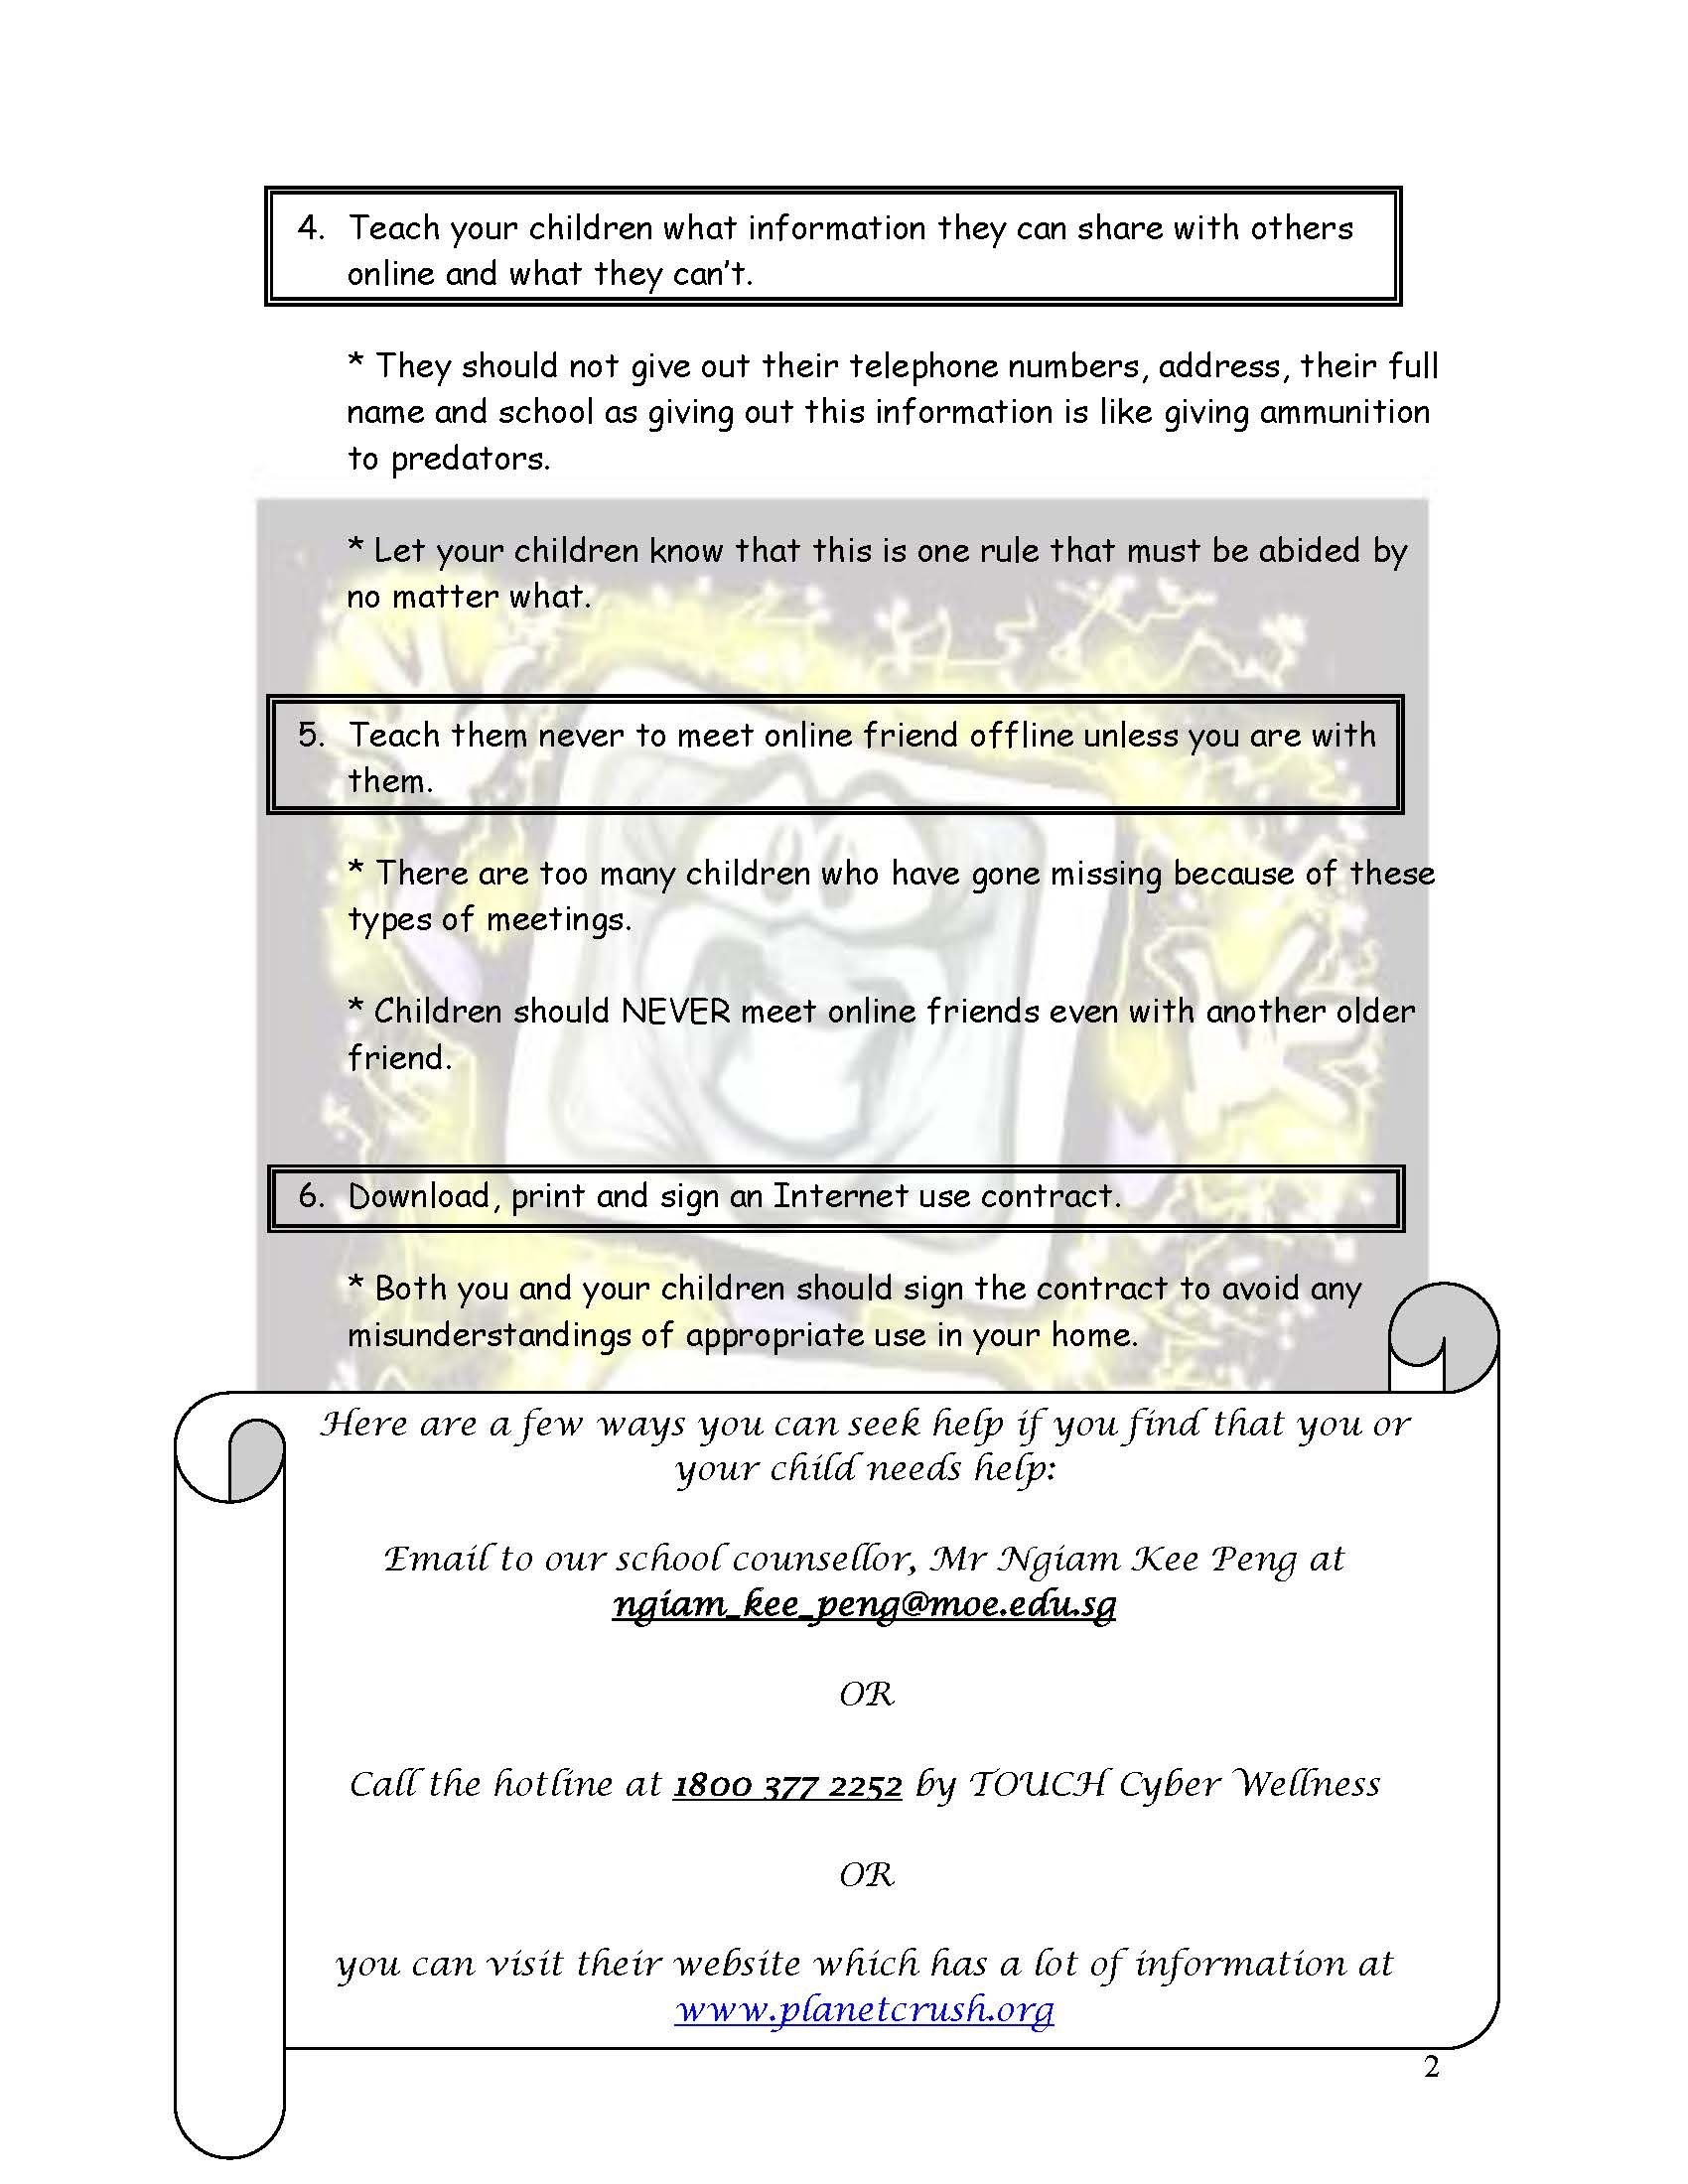 4. Teach your children what information they can share with others
online and what they can't.
* They should not give out their telephone numbers, address, their full
name and school as giving out this information is like giving ammunition
to predators.
* Let your children know that this is one rule that must be abided by
no matter what.
5. Teach them never to meet online friend offline unless you are with
them.
* There are too many children who have gone missing because of these
types of meetings.
* Children should NEVER meet online friends even with another older
friend.
6. Download, print and sign an Internet use contract.
* Both you and your children should sign the contract to avoid any
misunderstandings of appropriate use in your home.
Here are a few ways you can seek help if you find that you or
your child needs help:
Email to our school counsellor, Mr Ngiam Kee Peng at
ngiam_kee_peng@moe.edu.sg
OR
Call the hotline at 1800 377 2252 by TOUCH Cyber Wellness
OR
you can visit their website which has a lot of information at
www.planetcrush.org
2